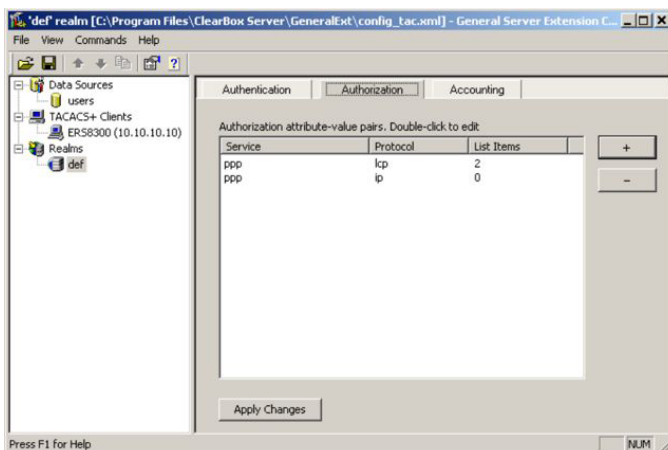 'def' realm [C:\Program Files\ClearBox Server\GeneralExt\config_tac.xml] - General Server Extension C...
File View Commands Help
Data Sources
users
TACACS+ Clients
ERS8300 (10.10.10.10)
Realms
def
Authentication Authorization Accounting
Authorization attribute-value pairs. Double-click to edit
Service Protocol List Items
ppp lcp 2
ppp ip 0
+
-
Apply Changes
Press F1 for Help
NUM